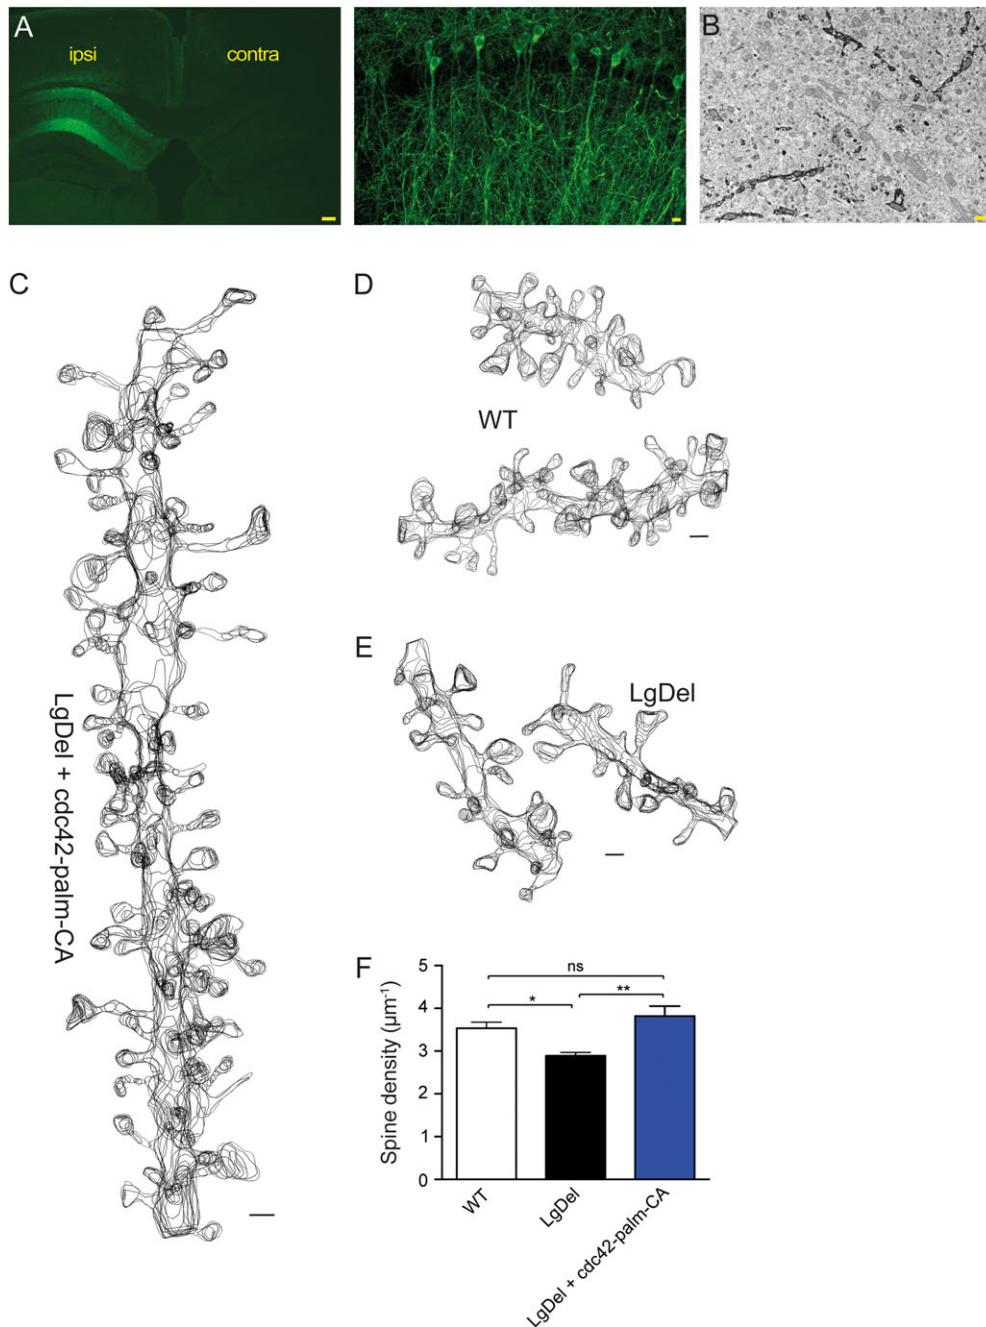 A
ipsi
contra
B
C
LgDel + cdc42-palm-CA
D
WT
E
LgDel
F
Spine density (µm⁻¹)
5
4
3
2
1
0
ns
*
**
WT
LgDel
LgDel + cdc42-palm-CA